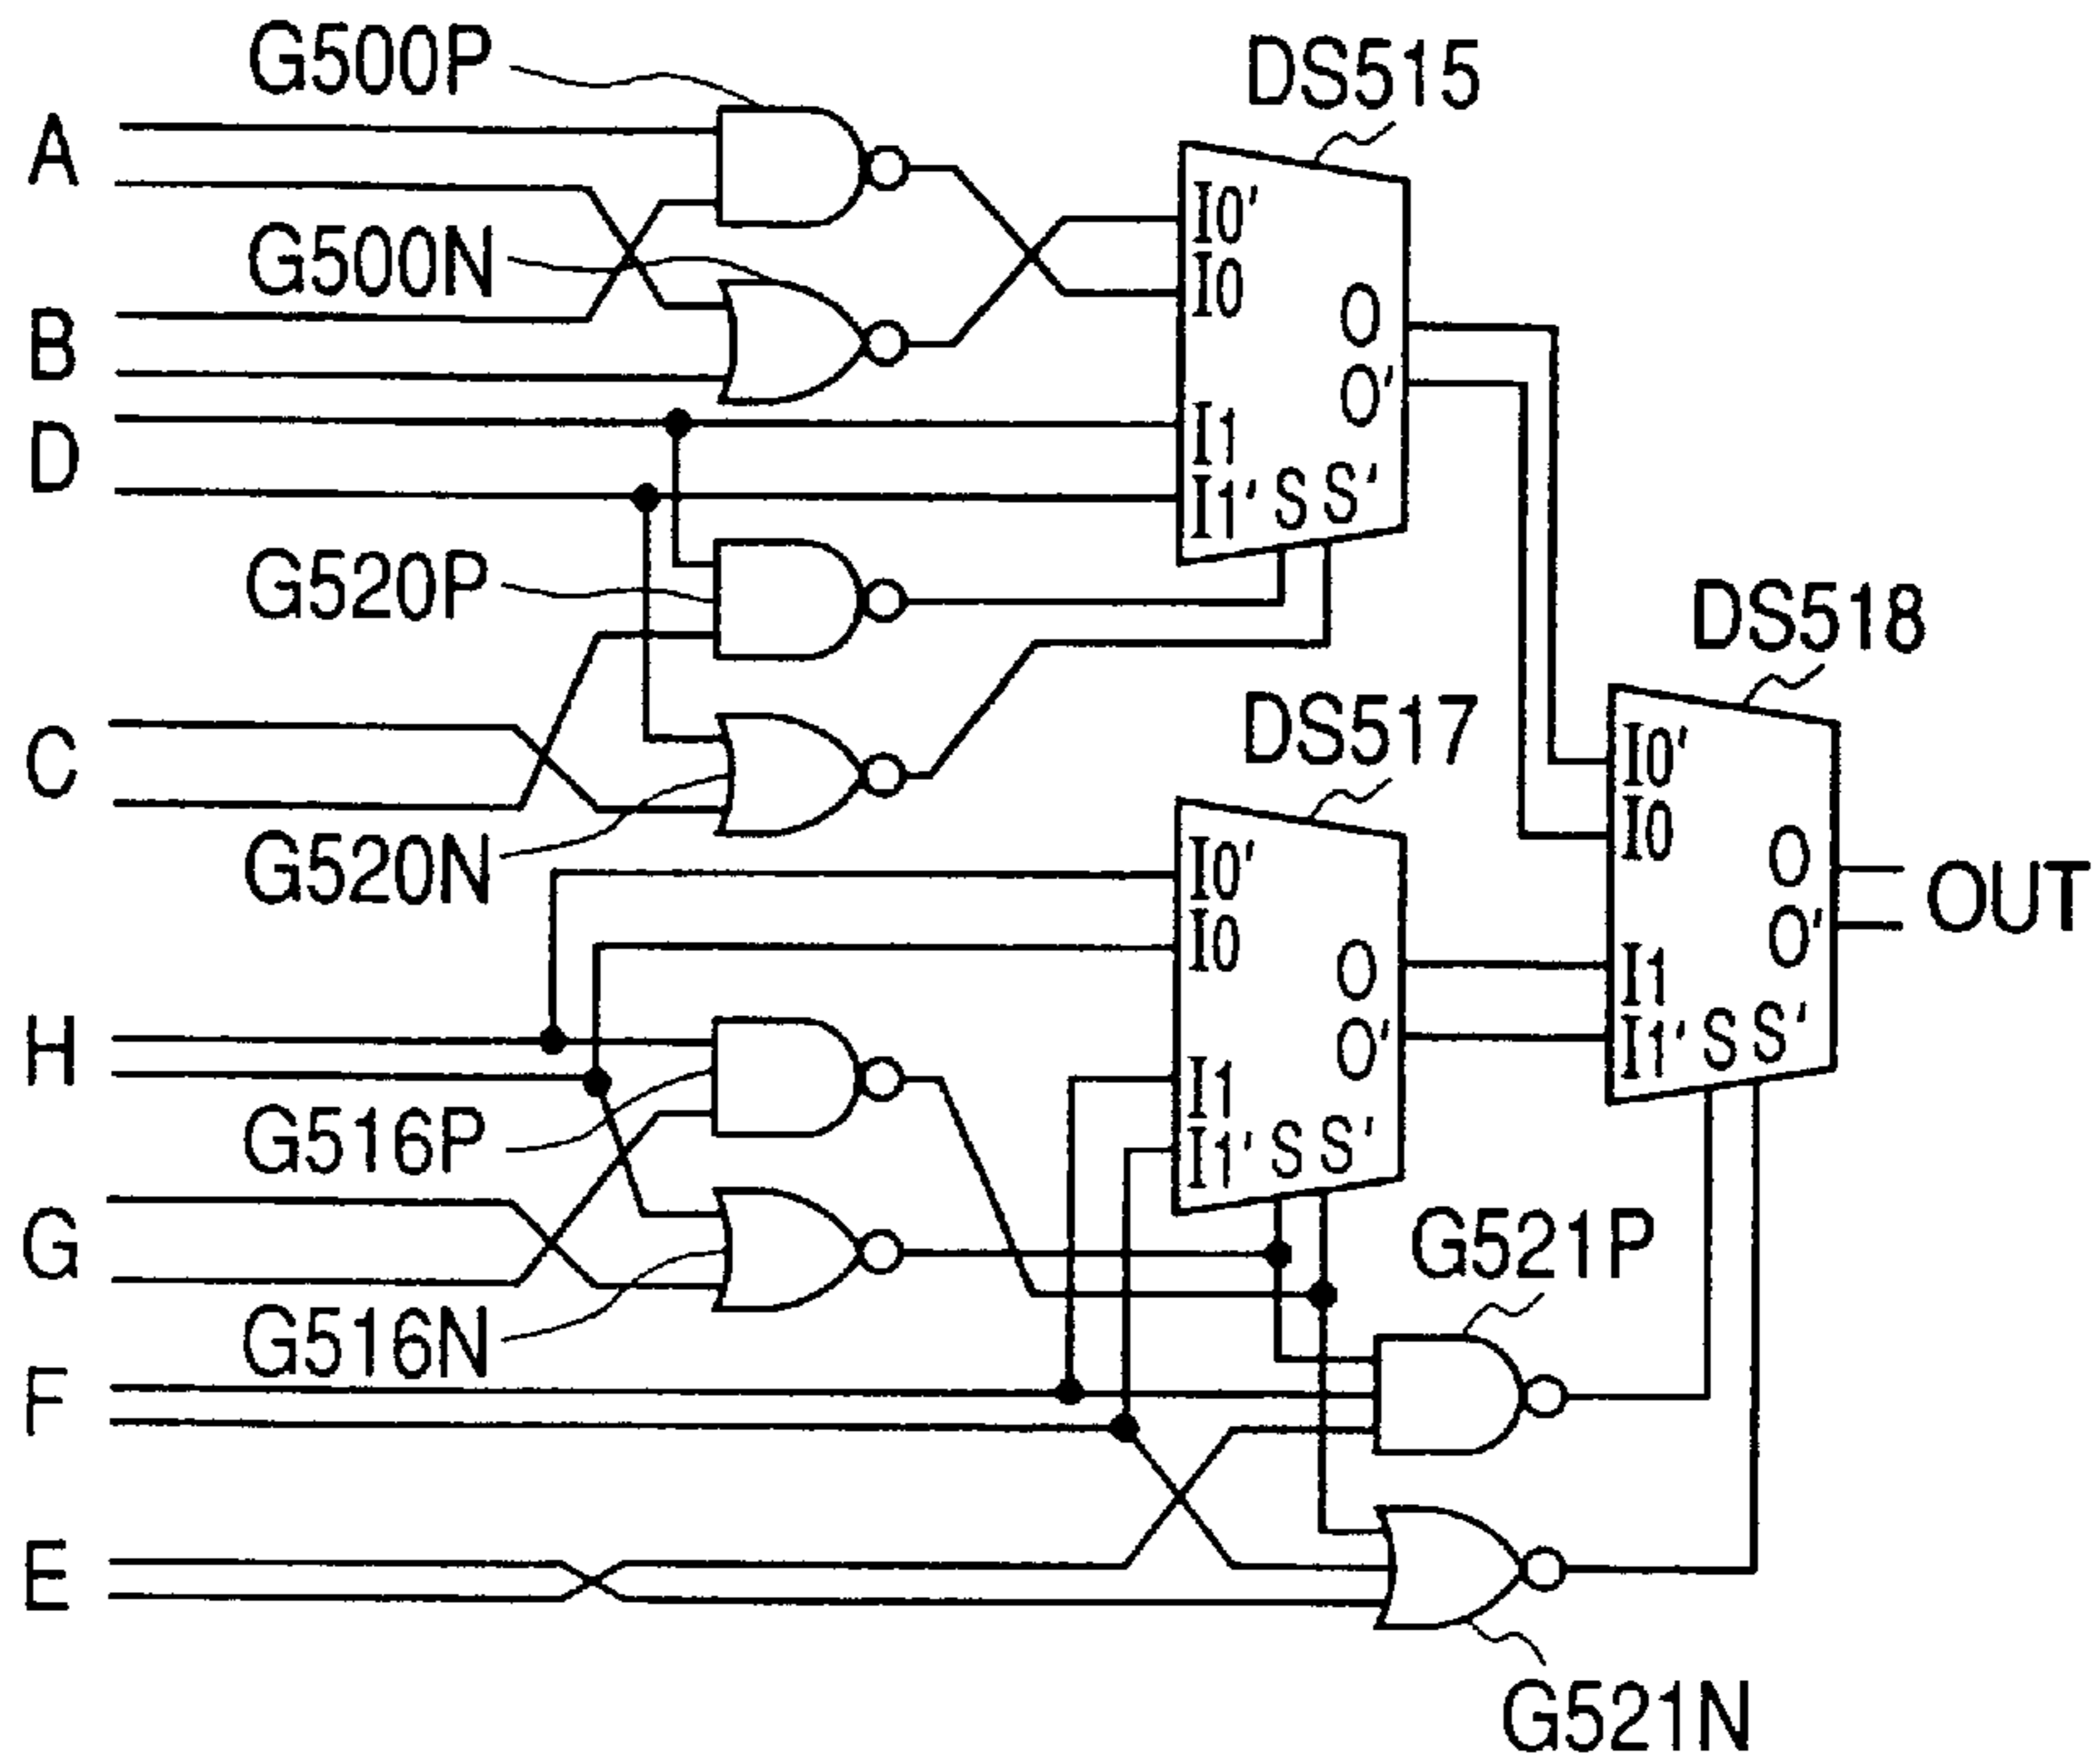 G500P
DS515
A
I0'
G500N
I0
O
B
O'
D
I1
I1' S S'
G520P
DS518
DS517
C
I0'
G520N
I0'
I0
O
I0
OUT
O'
O
I1
H
O'
I1' S S'
I1
G516P
I1' S S'
G
G521P
G516N
F
E
G521N